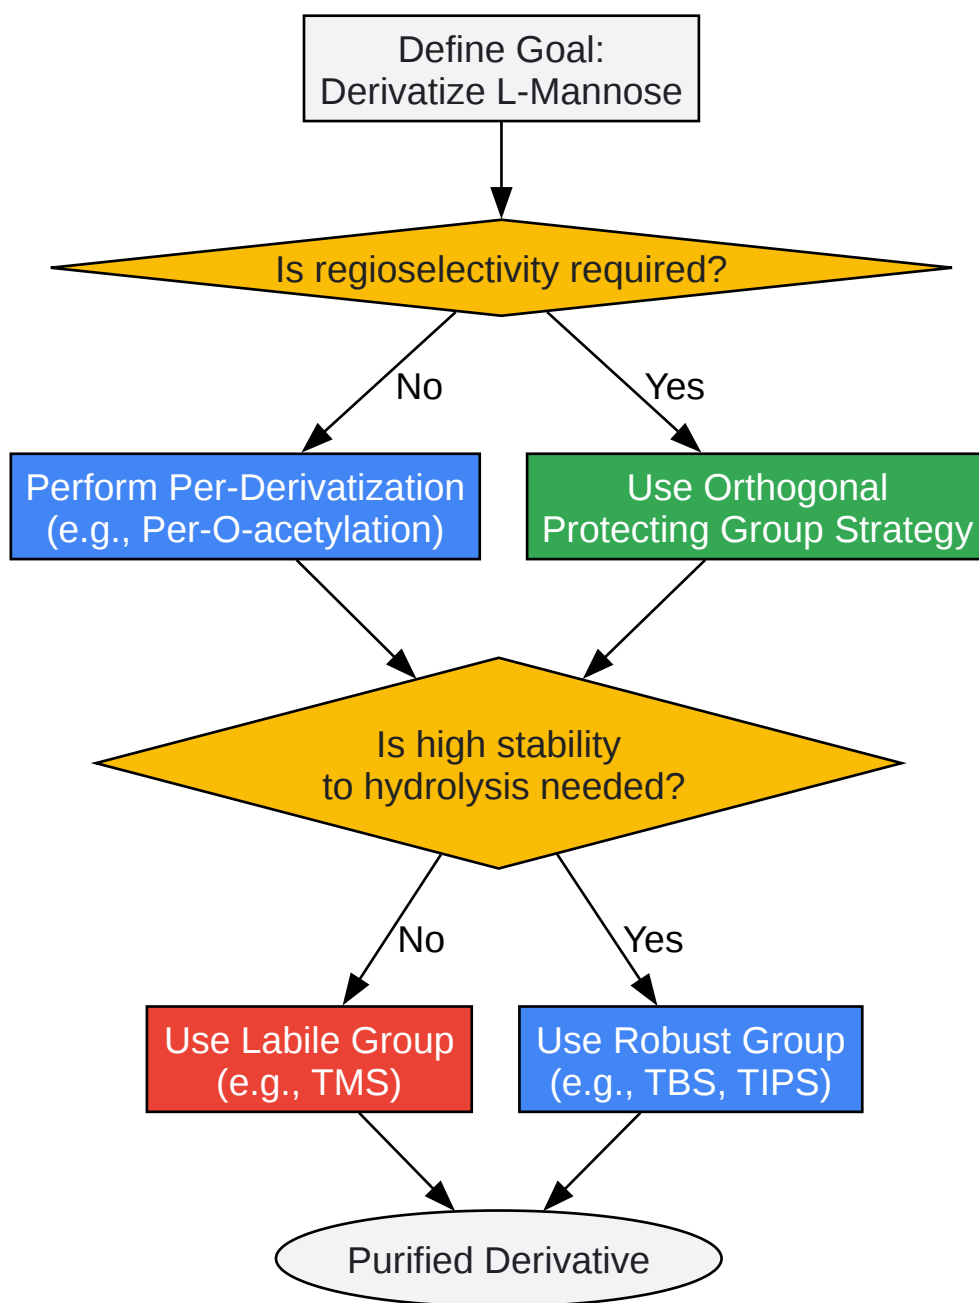 Define Goal:
Derivatize L-Mannose
Is regioselectivity required?
No
Yes
Perform Per-Derivatization
(e.g., Per-O-acetylation)
Use Orthogonal
Protecting Group Strategy
Is high stability
to hydrolysis needed?
No
Yes
Use Labile Group
(e.g., TMS)
Use Robust Group
(e.g., TBS, TIPS)
Purified Derivative